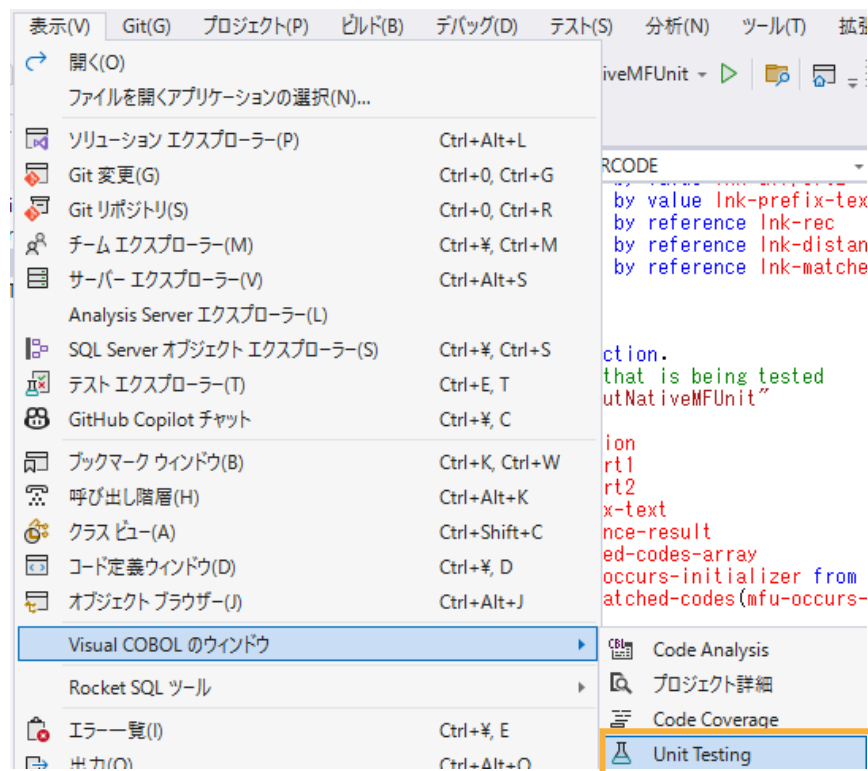 表示(V) Git(G) プロジェクト(P) ビルド(B) デバッグ(D) テスト(S) 分析(N) ツール(T) 拡張
開く(O)
ファイルを開くアプリケーションの選択(N)...
ソリューション エクスプローラー(P) Ctrl+Alt+L
Git 変更(G) Ctrl+0, Ctrl+G
Git リポジトリ(S) Ctrl+0, Ctrl+R
チーム エクスプローラー(M) Ctrl+¥, Ctrl+M
サーバー エクスプローラー(V) Ctrl+Alt+S
Analysis Server エクスプローラー(L)
SQL Server オブジェクト エクスプローラー(S) Ctrl+¥, Ctrl+S
テスト エクスプローラー(T) Ctrl+E, T
GitHub Copilot チャット Ctrl+¥, C
ブックマーク ウィンドウ(B) Ctrl+K, Ctrl+W
呼び出し階層(H) Ctrl+Alt+K
クラス ビュー(A) Ctrl+Shift+C
コード定義ウィンドウ(D) Ctrl+¥, D
オブジェクト ブラウザー(J) Ctrl+Alt+J
Visual COBOL のウィンドウ
Rocket SQL ツール
エラー一覧(I) Ctrl+¥, E
出力(O) Ctrl+Alt+O
iveMFUnit
RCODE
by value lnk-prefix-tex
by reference lnk-rec
by reference lnk-distan
by reference lnk-matche
ction.
that is being tested
utNativeMFUnit"
ion
rt1
rt2
x-text
nce-result
ed-codes-array
occurs-initializer from
atched-codes(mfu-occurs-
Code Analysis
プロジェクト詳細
Code Coverage
Unit Testing